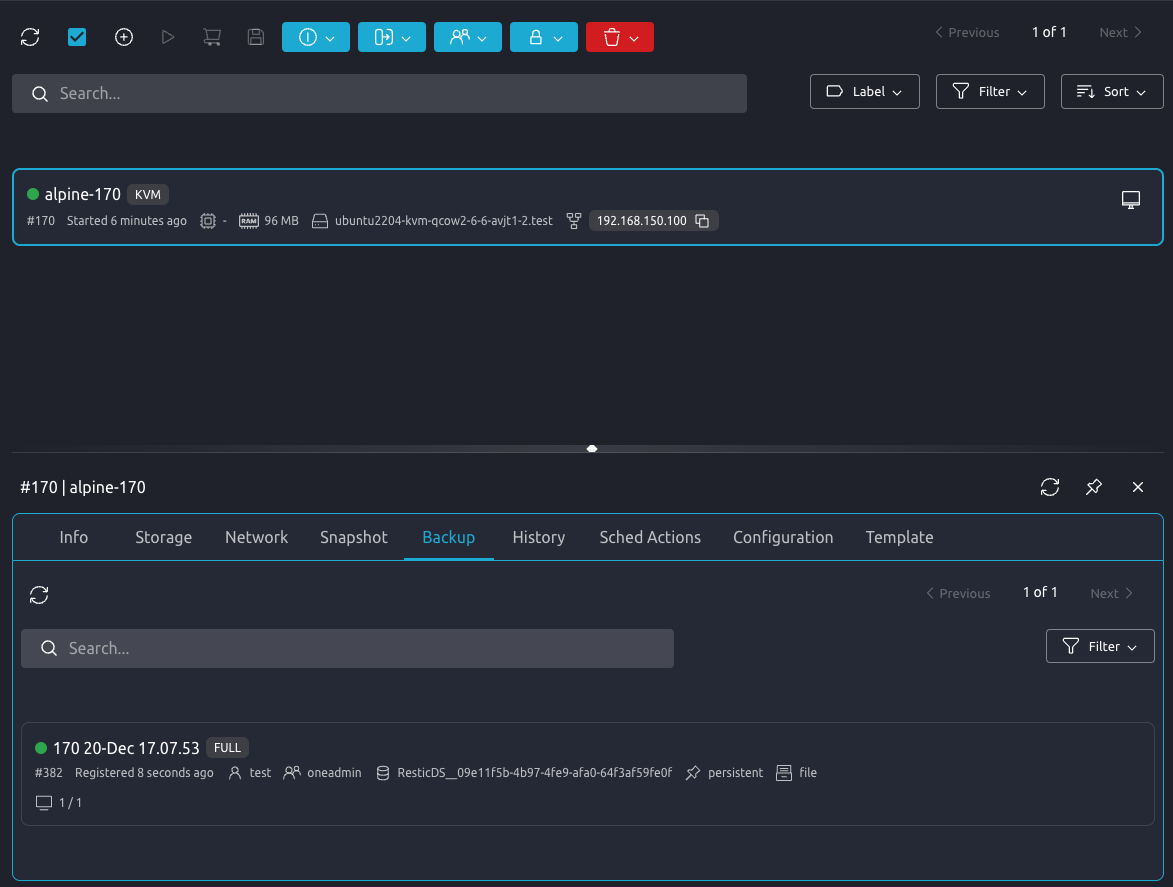 Previous 1 of 1 Next
Search...
Label Filter Sort
alpine-170 KVM
#170 Started 6 minutes ago - RAM 96 MB ubuntu2204-kvm-qcow2-6-6-avjt1-2.test 192.168.150.100
#170 | alpine-170
Info Storage Network Snapshot Backup History Sched Actions Configuration Template
Previous 1 of 1 Next
Search...
Filter
170 20-Dec 17.07.53 FULL
#382 Registered 8 seconds ago test oneadmin ResticDS__09e11f5b-4b97-4fe9-afa0-64f3af59fe0f persistent file
1 / 1